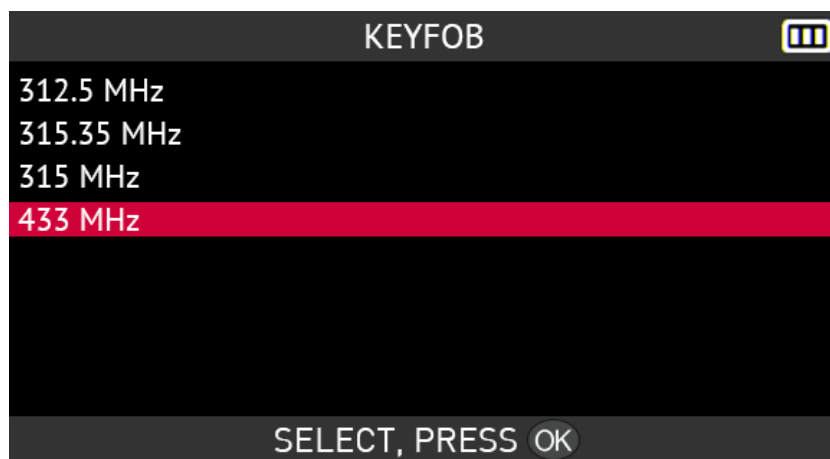 KEYFOB
312.5 MHz
315.35 MHz
315 MHz
433 MHz
SELECT, PRESS OK